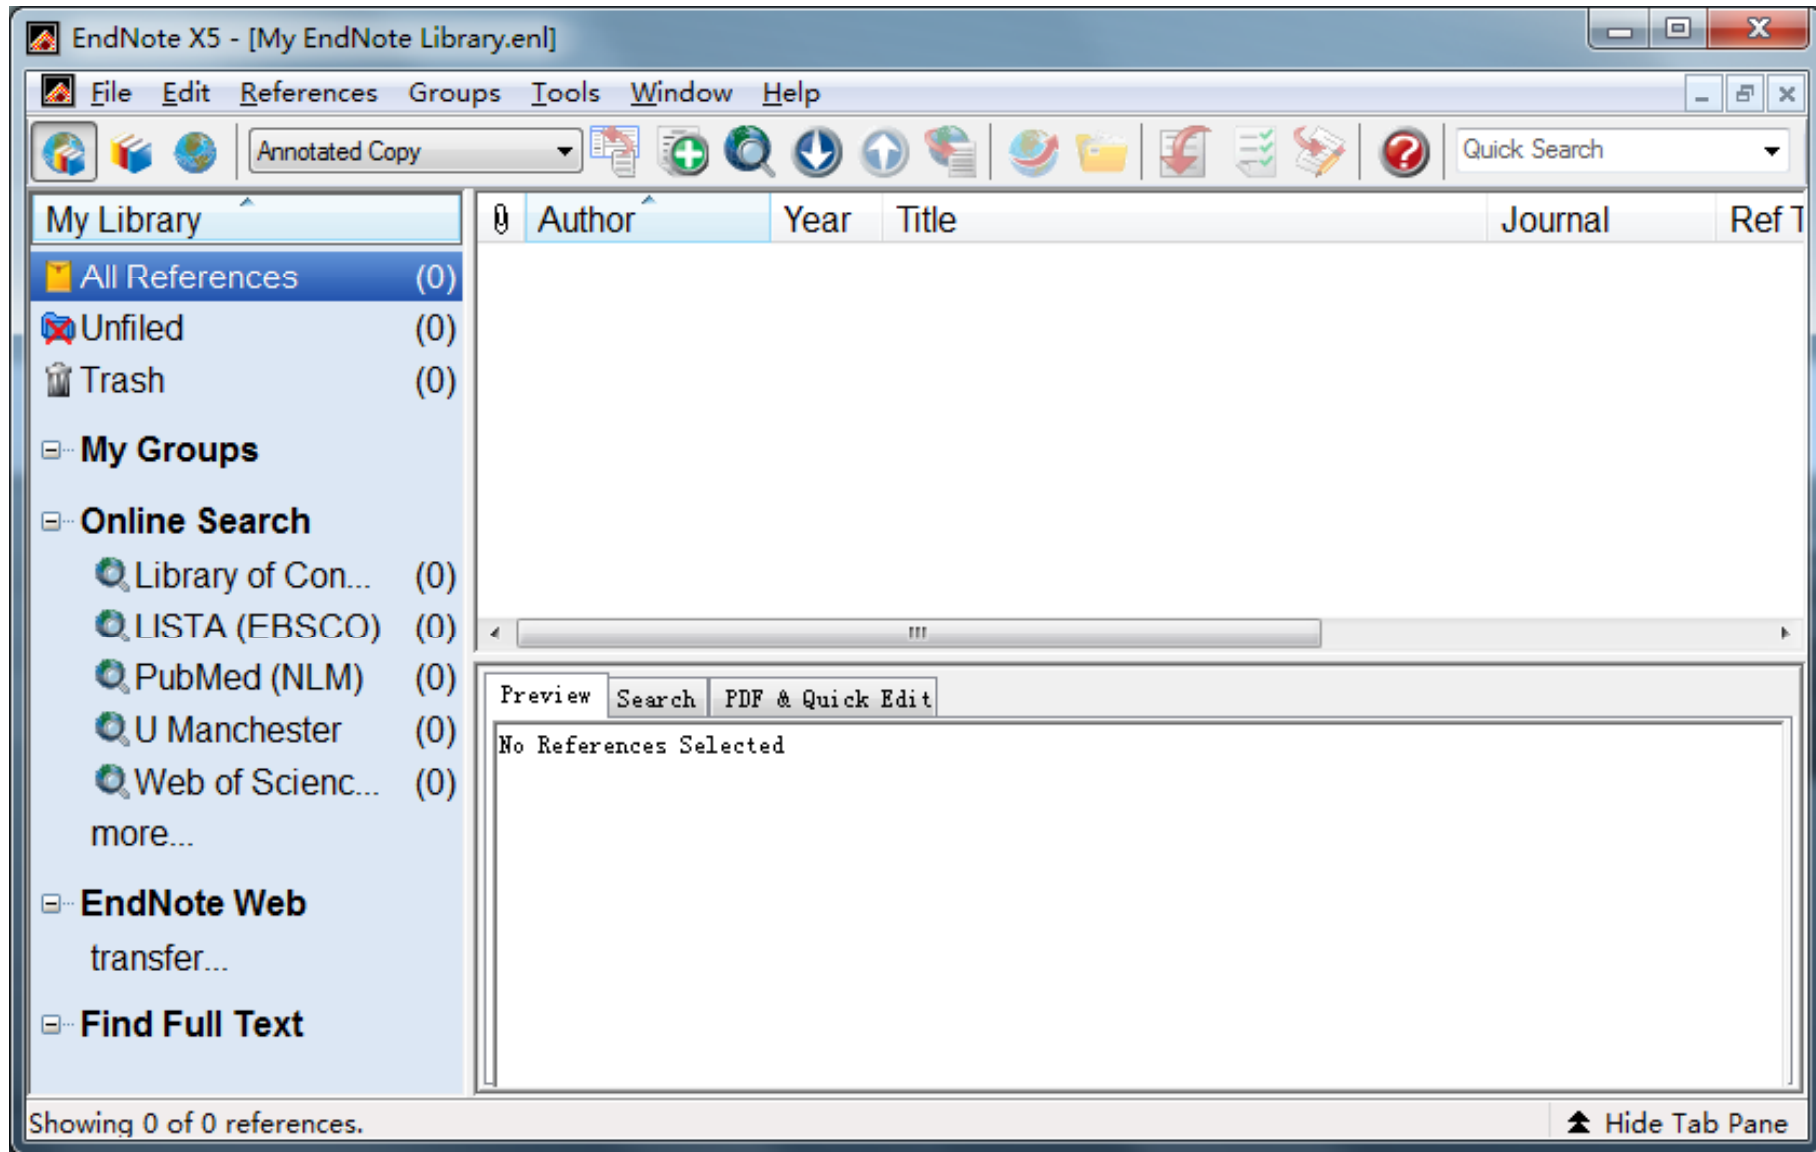 EndNote X5 - [My EndNote Library.enl]
File Edit References Groups Tools Window Help
Annotated Copy
Quick Search
My Library
All References (0)
Unfiled (0)
Trash (0)
My Groups
Online Search
Library of Con... (0)
LISTA (EBSCO) (0)
PubMed (NLM) (0)
U Manchester (0)
Web of Scienc... (0)
more...
EndNote Web
transfer...
Find Full Text
Author Year Title Journal Ref T
Preview Search PDF & Quick Edit
No References Selected
Showing 0 of 0 references.
Hide Tab Pane